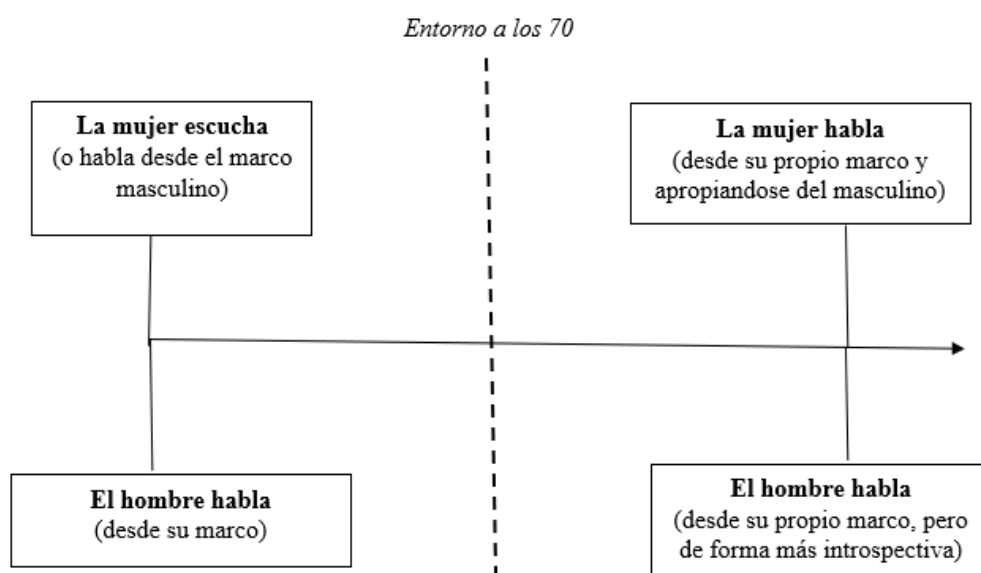 Entorno a los 70
La mujer escucha
(o habla desde el marco
masculino)
La mujer habla
(desde su propio marco y
apropiandose del masculino)
El hombre habla
(desde su marco)
El hombre habla
(desde su propio marco, pero
de forma más introspectiva)